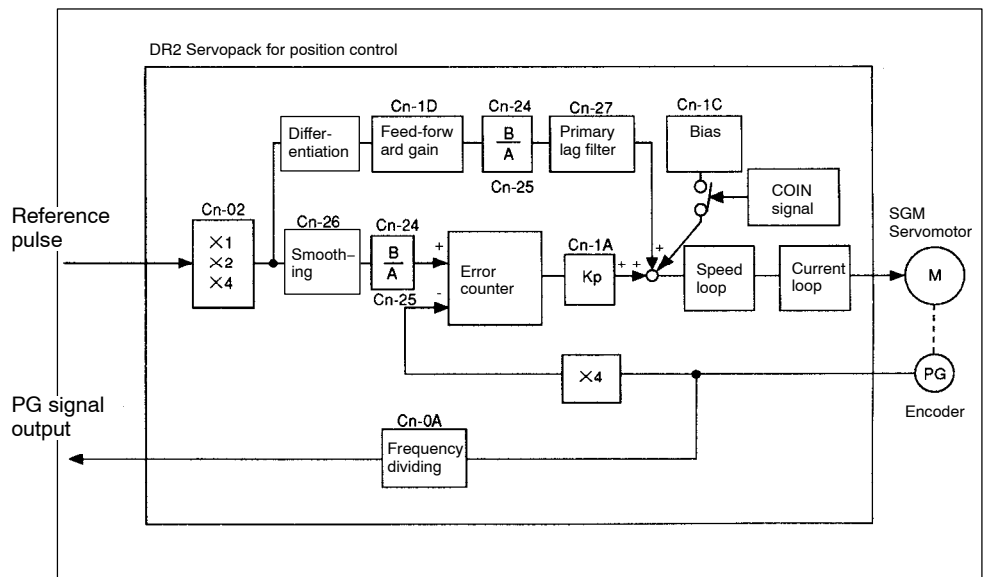 DR2 Servopack for position control
Cn-1D
Cn-24
Cn-27
Cn-1C
Differ-
entiation
Feed-forw
ard gain
B
A
Primary
lag filter
Bias
Cn-25
COIN
signal
Reference
pulse
Cn-02
×1
×2
×4
Cn-26
Smooth-
ing
Cn-24
B
A
Cn-25
+
-
Error
counter
Cn-1A
Kp
+ +
+
Speed
loop
Current
loop
SGM
Servomotor
M
×4
PG
Encoder
PG signal
output
Cn-0A
Frequency
dividing